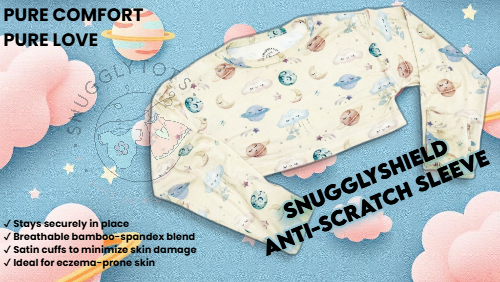 PURE COMFORT
PURE LOVE
SNUGGLYTOTS
SNUGGLYSHIELD
ANTI-SCRATCH SLEEVE
✓ Stays securely in place
✓ Breathable bamboo-spandex blend
✓ Satin cuffs to minimize skin damage
✓ Ideal for eczema-prone skin